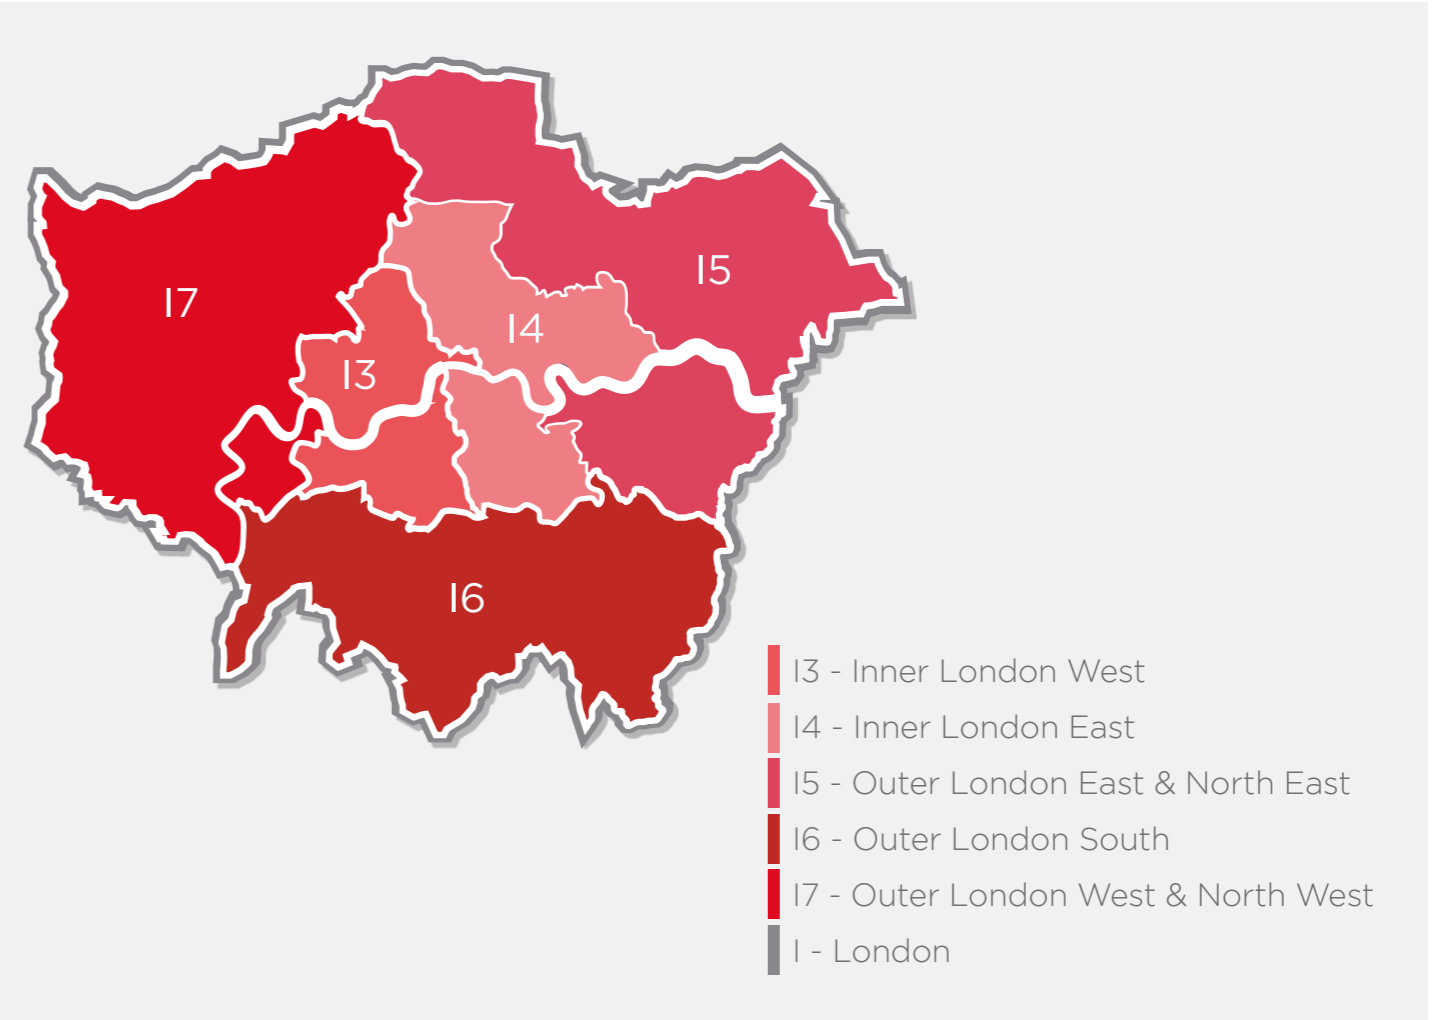 I5
I7
I4
I3
I6
I3 - Inner London West
I4 - Inner London East
I5 - Outer London East & North East
I6 - Outer London South
I7 - Outer London West & North West
I - London